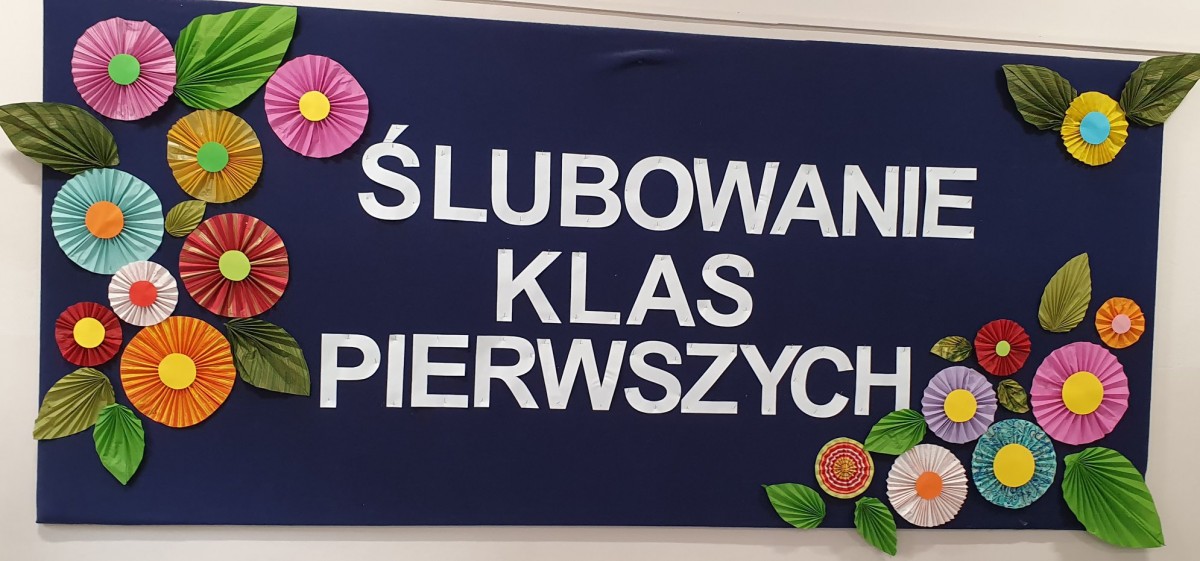 ŚLUBOWANIE
KLAS
PIERWSZYCH